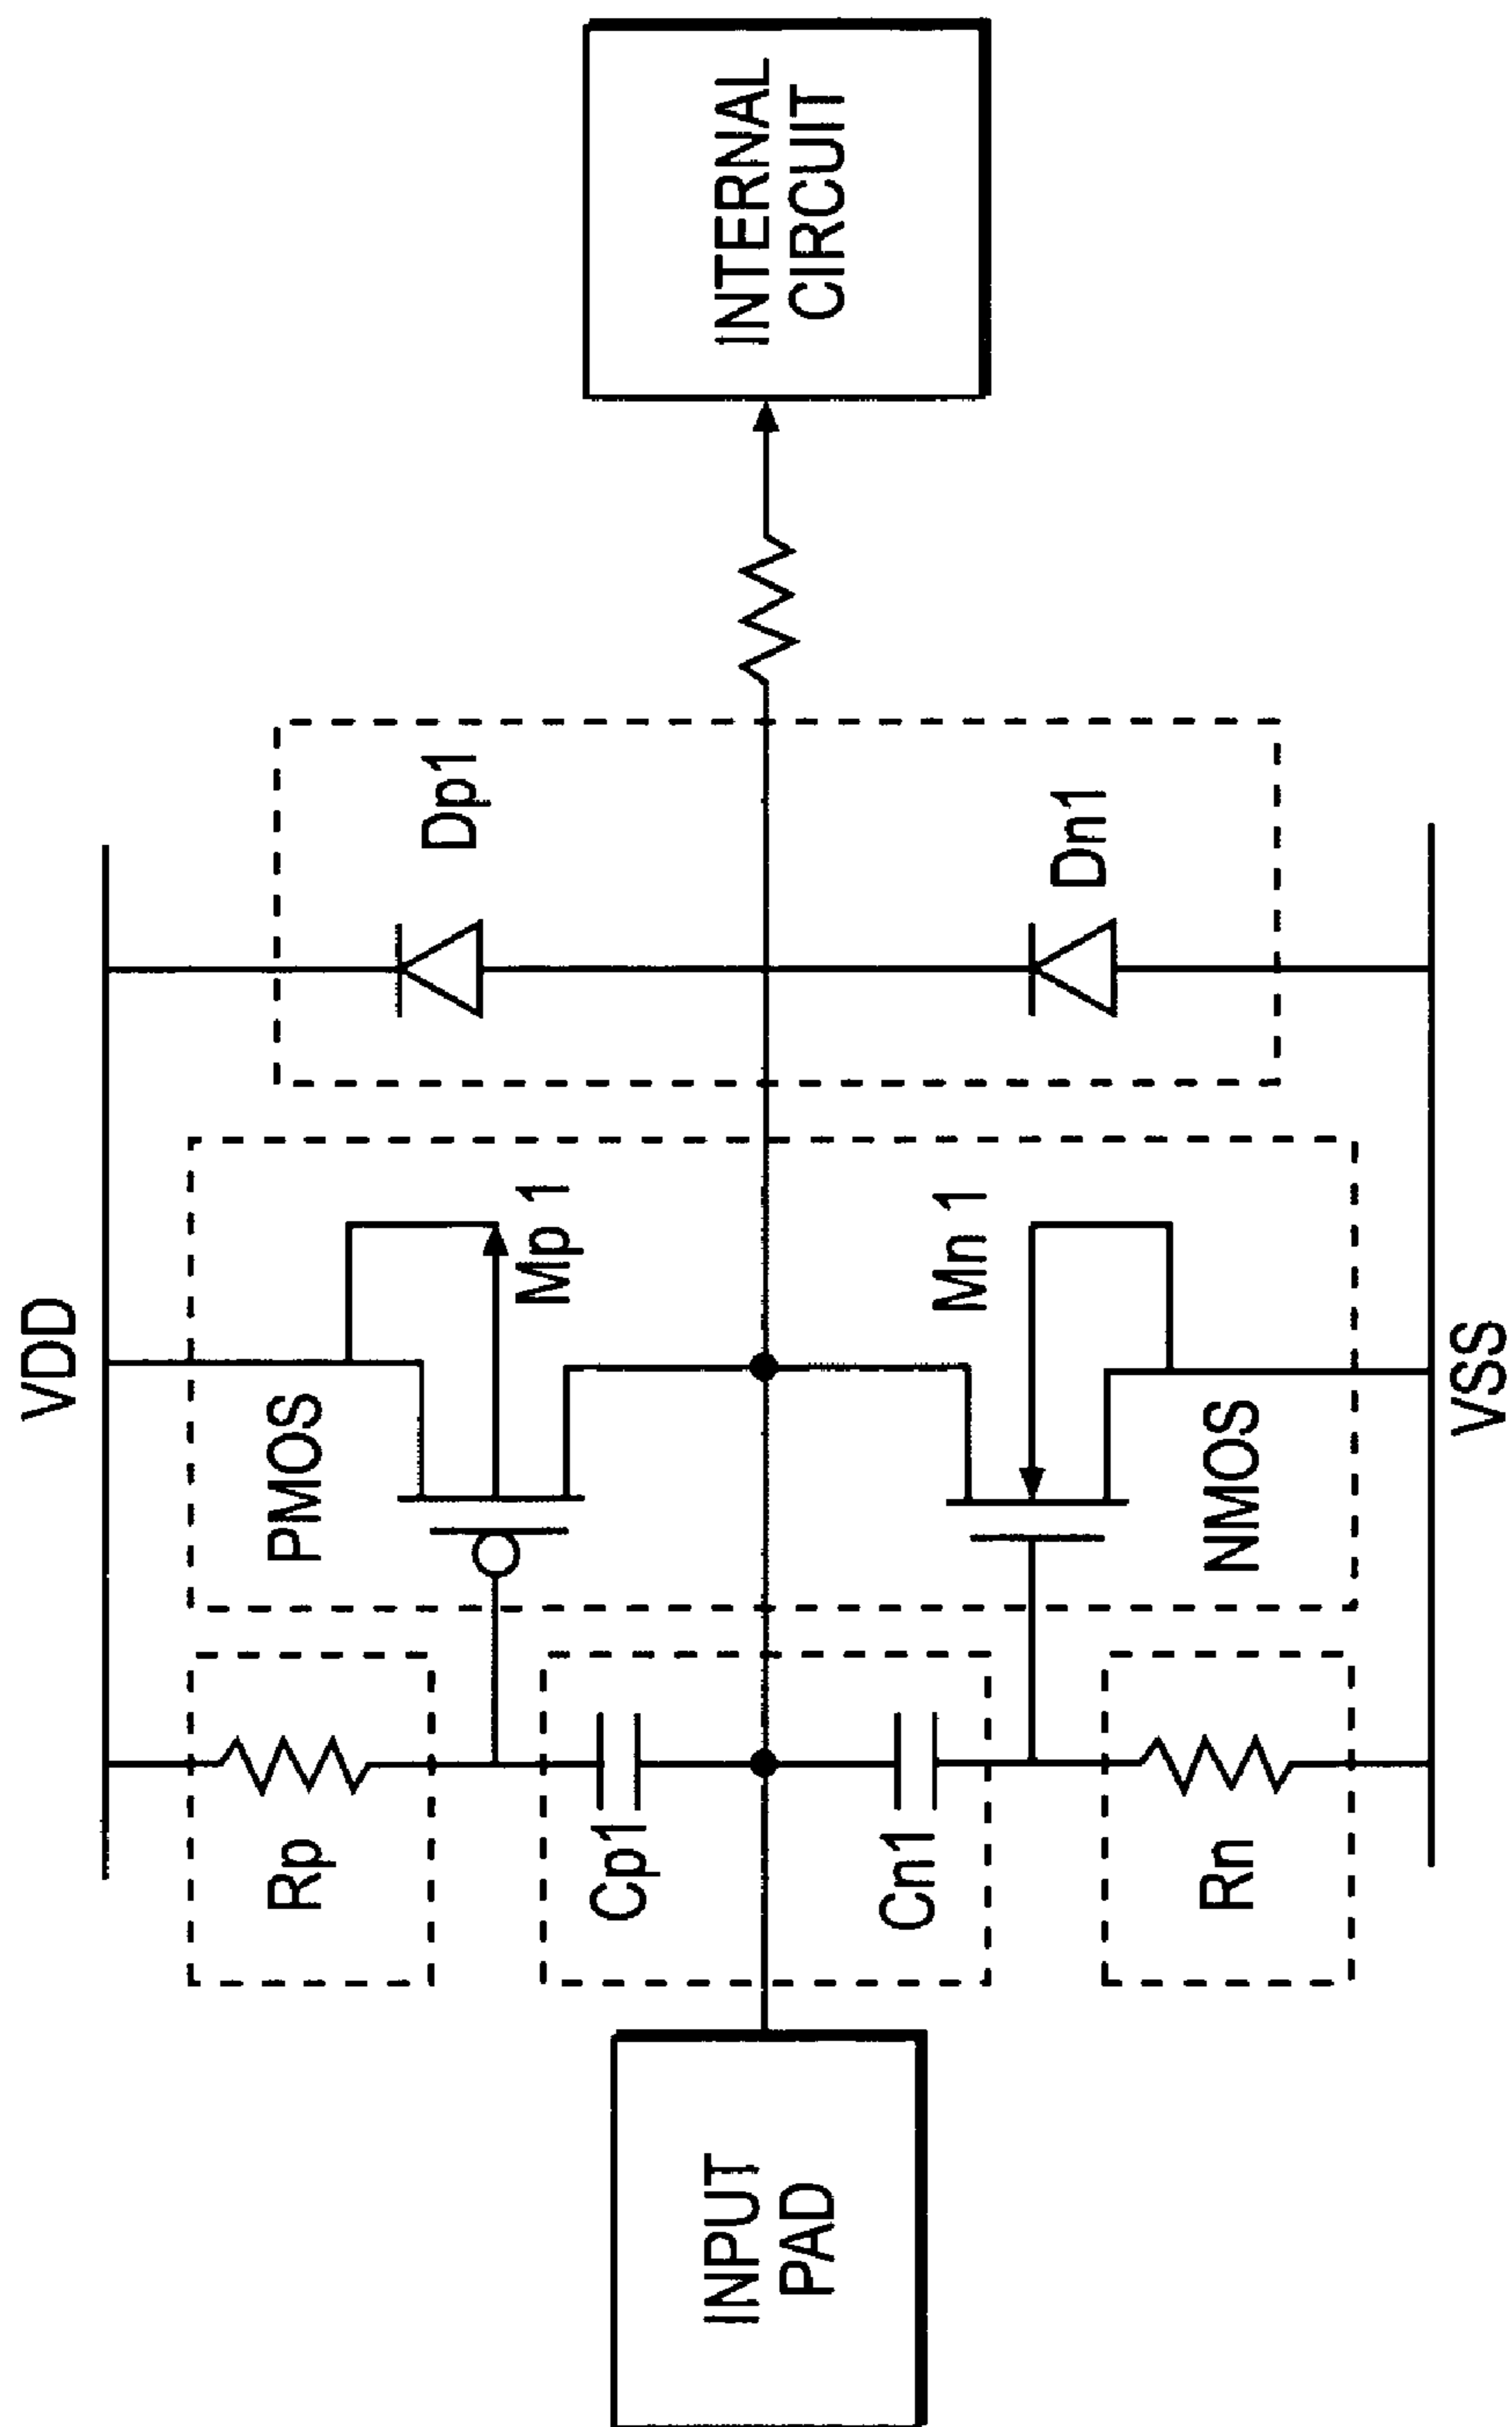 VDD
Rp
PMOS
Mp 1
Dp1
INPUT
PAD
Cp1
Cn1
INTERNAL
CIRCUIT
Mn 1
Dn1
Rn
NMOS
VSS